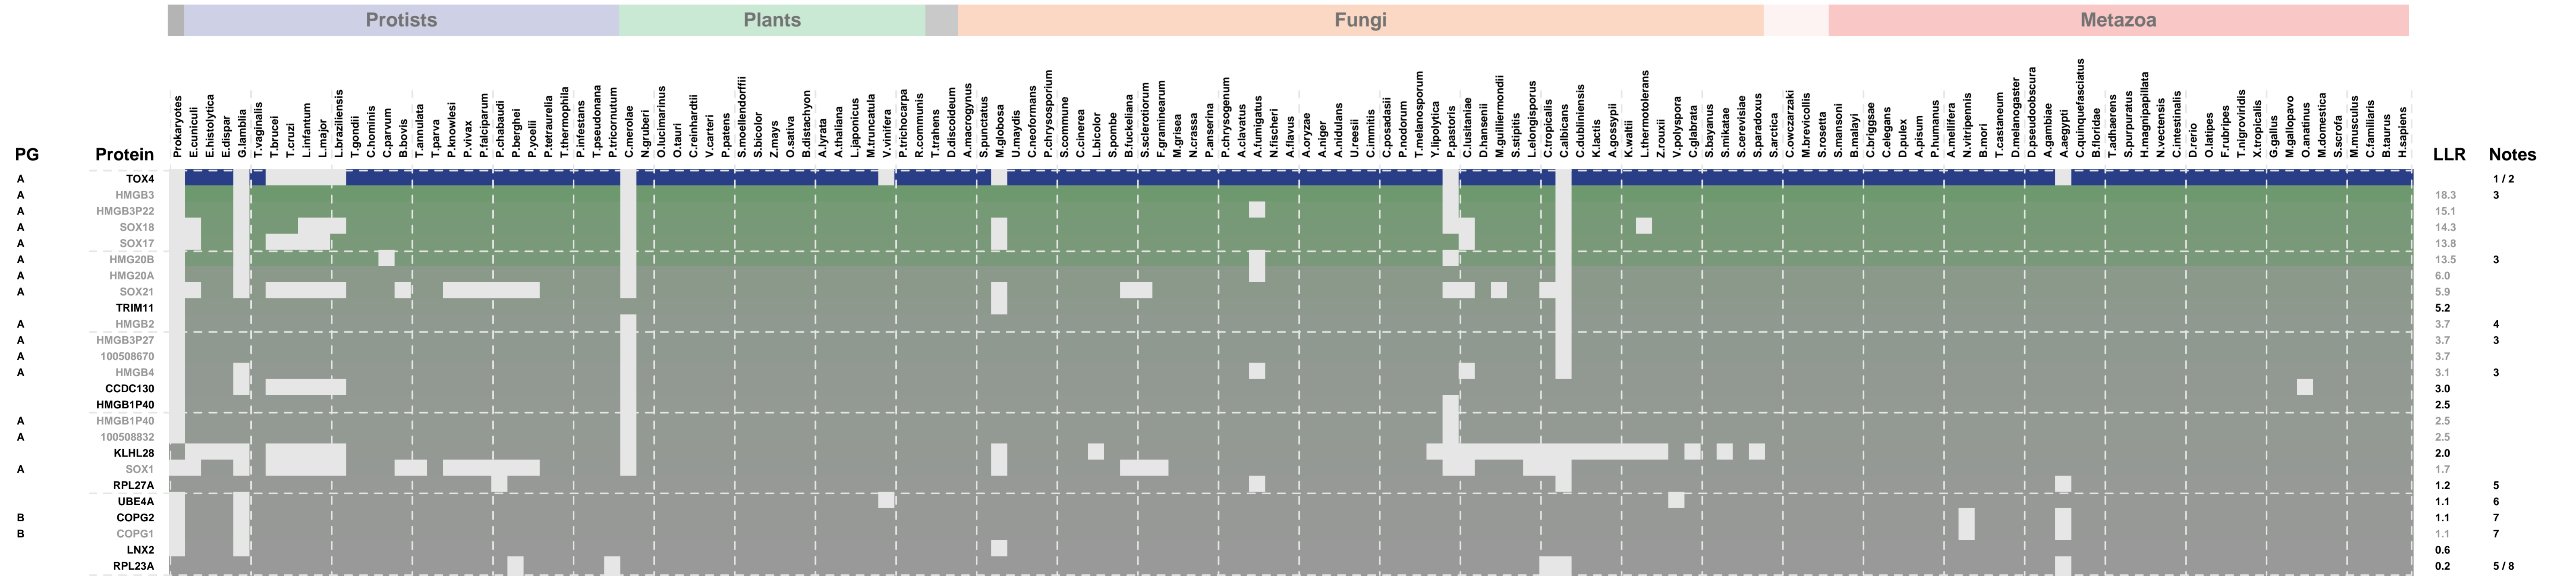 Protists Plants Fungi Metazoa
Prokaryotes
E.cuniculi
E.histolytica
E.dispar
G.lamblia
T.vaginalis
T.brucei
T.cruzi
L.infantum
L.major
L.braziliensis
T.gondii
C.hominis
C.parvum
B.bovis
T.annulata
T.parva
P.knowlesi
P.vivax
P.falciparum
P.chabaudi
P.berghei
P.yoelii
P.tetraurelia
T.thermophila
P.infestans
T.pseudonana
P.tricornutum
C.merolae
N.gruberi
O.lucimarinus
O.tauri
C.reinhardtii
V.carteri
P.patens
S.moellendorffii
S.bicolor
Z.mays
O.sativa
B.distachyon
A.lyrata
A.thaliana
L.japonicus
M.truncatula
V.vinifera
P.trichocarpa
R.communis
T.trahens
D.discoideum
A.macrogynus
S.punctatus
M.globosa
U.maydis
C.neoformans
P.chrysosporium
S.commune
C.cinerea
L.bicolor
S.pombe
B.fuckeliana
S.sclerotiorum
F.graminearum
M.grisea
N.crassa
P.anserina
P.chrysogenum
A.clavatus
A.fumigatus
N.fischeri
A.flavus
A.oryzae
A.niger
A.nidulans
U.reesii
C.immitis
C.posadasii
P.nodorum
T.melanosporum
Y.lipolytica
P.pastoris
C.lusitaniae
D.hansenii
M.guilliermondii
S.stipitis
L.elongisporus
C.tropicalis
C.albicans
C.dubliniensis
K.lactis
A.gossypii
K.waltii
L.thermotolerans
Z.rouxii
V.polyspora
C.glabrata
S.bayanus
S.mikatae
S.cerevisiae
S.paradoxus
S.arctica
C.owczarzaki
M.brevicollis
S.rosetta
S.mansoni
B.malayi
C.briggsae
C.elegans
D.pulex
A.pisum
P.humanus
A.mellifera
N.vitripennis
B.mori
T.castaneum
D.melanogaster
D.pseudoobscura
A.gambiae
A.aegypti
C.quinquefasciatus
B.floridae
T.adhaerens
S.purpuratus
H.magnipapillata
N.vectensis
C.intestinalis
D.rerio
O.latipes
F.rubripes
T.nigroviridis
X.tropicalis
G.gallus
M.gallopavo
O.anatinus
M.domestica
S.scrofa
M.musculus
C.familiaris
B.taurus
H.sapiens
PG Protein LLR Notes
A TOX4 1 / 2
A HMGB3 18.3 3
A HMGB3P22 15.1
A SOX18 14.3
A SOX17 13.8
A HMG20B 13.5 3
A HMG20A 6.0
A SOX21 5.9
TRIM11 5.2
A HMGB2 3.7 4
A HMGB3P27 3.7 3
A 100508670 3.7
A HMGB4 3.1 3
CCDC130 3.0
HMGB1P40 2.5
A HMGB1P40 2.5
A 100508832 2.5
KLHL28 2.0
A SOX1 1.7
RPL27A 1.2 5
UBE4A 1.1 6
B COPG2 1.1 7
B COPG1 1.1 7
LNX2 0.6
RPL23A 0.2 5 / 8